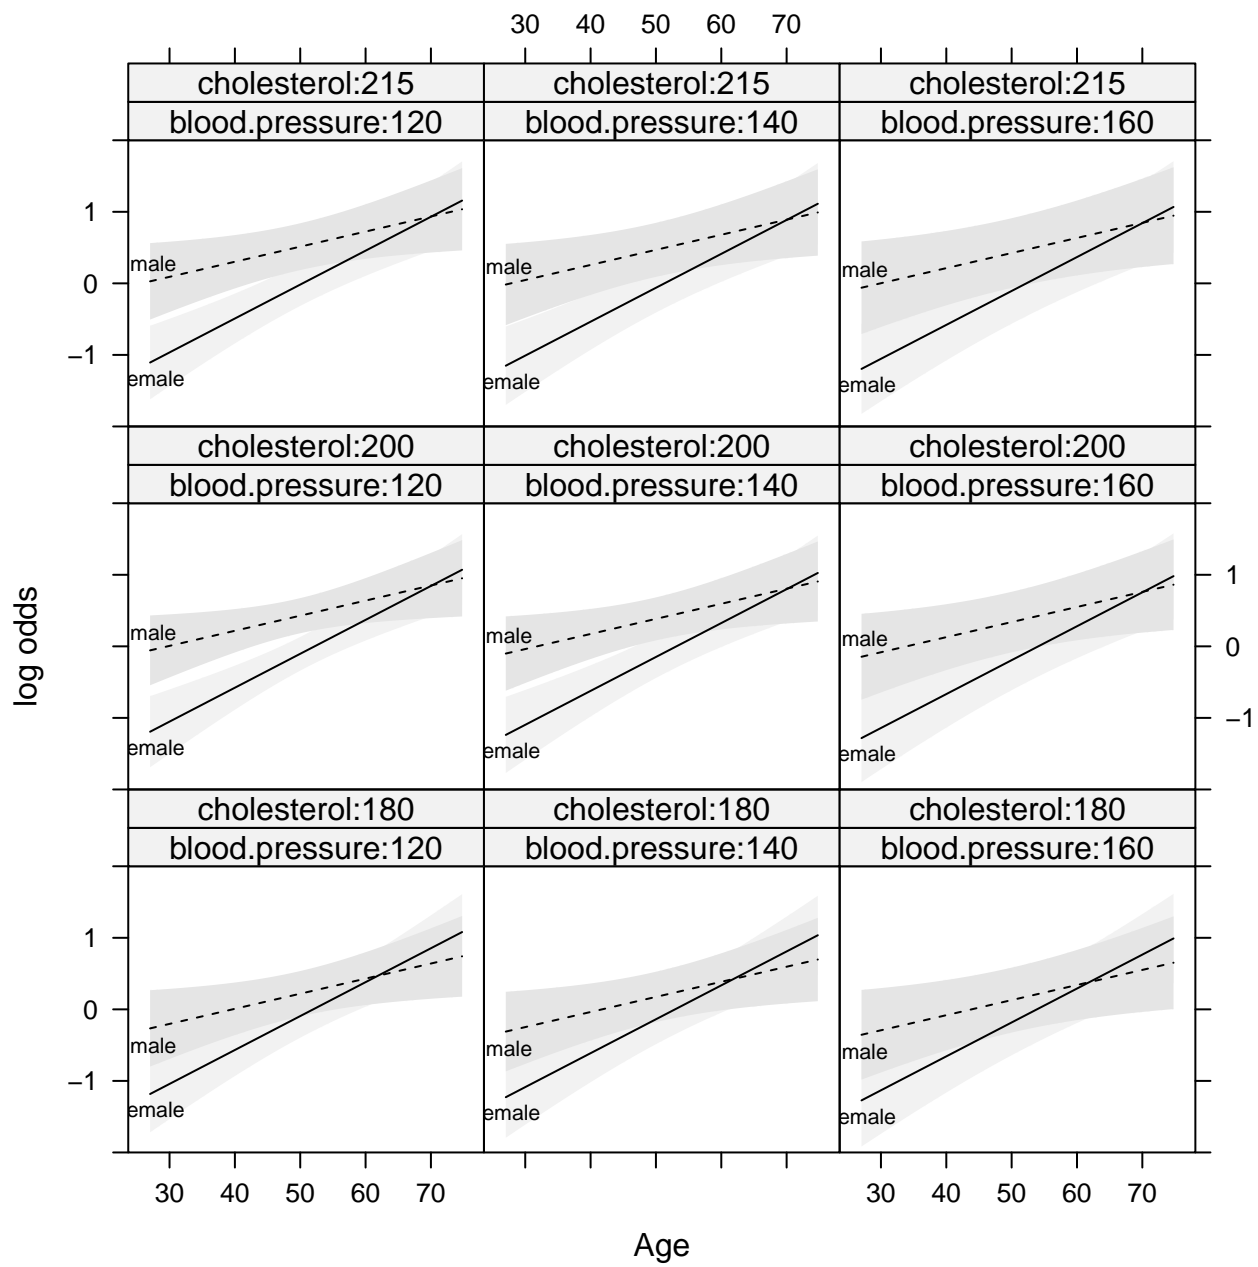 30 40 50 60 70
cholesterol:215 cholesterol:215 cholesterol:215
blood.pressure:120 blood.pressure:140 blood.pressure:160
1
male male male
0
−1
emale emale emale
cholesterol:200 cholesterol:200 cholesterol:200
blood.pressure:120 blood.pressure:140 blood.pressure:160
1
male male male
0
log odds
−1
emale emale emale
cholesterol:180 cholesterol:180 cholesterol:180
blood.pressure:120 blood.pressure:140 blood.pressure:160
1
0
male male male
−1
emale emale emale
30 40 50 60 70 30 40 50 60 70
Age